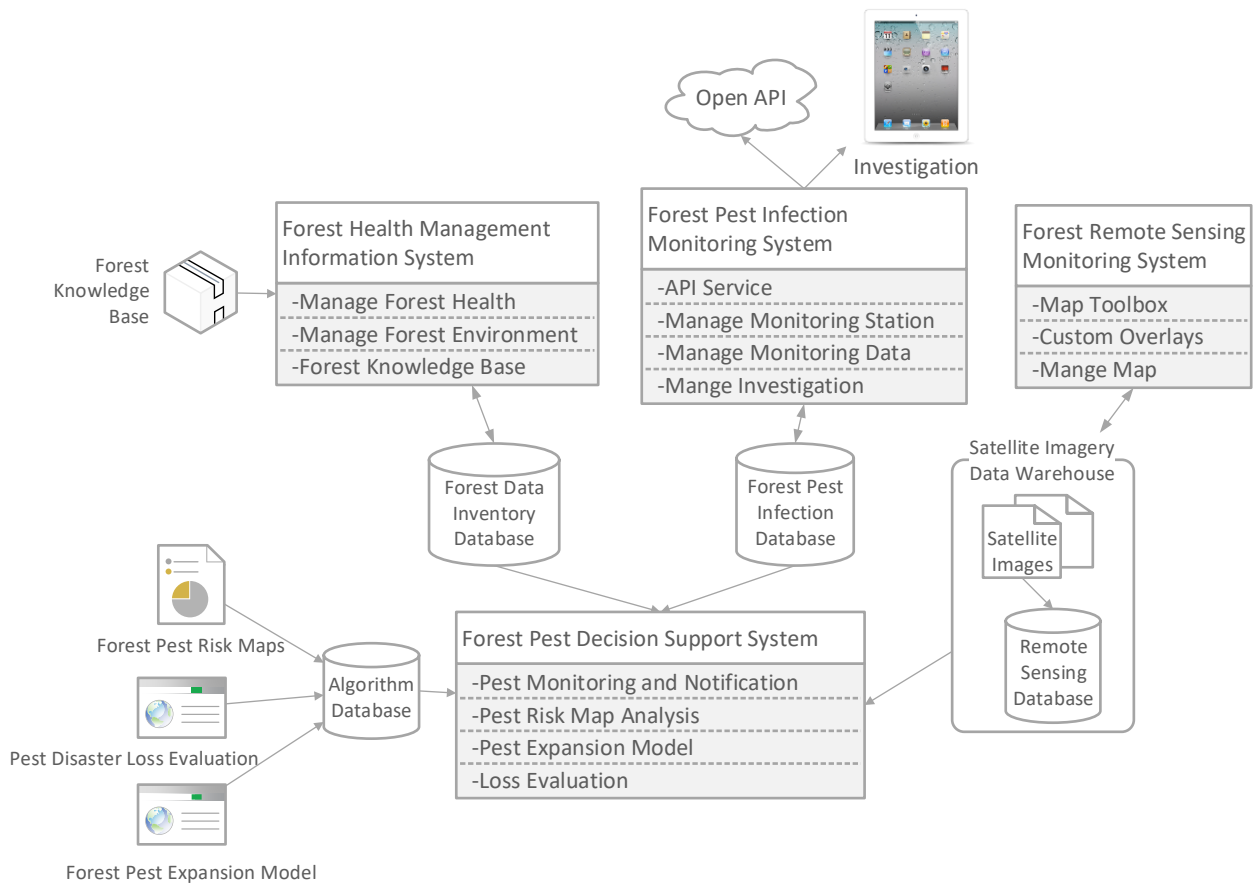 Open API
Investigation
Forest
Knowledge
Base
Forest Health Management
Information System
-Manage Forest Health
-Manage Forest Environment
-Forest Knowledge Base
Forest Pest Infection
Monitoring System
-API Service
-Manage Monitoring Station
-Manage Monitoring Data
-Mange Investigation
Forest Remote Sensing
Monitoring System
-Map Toolbox
-Custom Overlays
-Mange Map
Forest Data
Inventory
Database
Forest Pest
Infection
Database
Satellite Imagery
Data Warehouse
Satellite
Images
Remote
Sensing
Database
Forest Pest Risk Maps
Pest Disaster Loss Evaluation
Forest Pest Expansion Model
Algorithm
Database
Forest Pest Decision Support System
-Pest Monitoring and Notification
-Pest Risk Map Analysis
-Pest Expansion Model
-Loss Evaluation